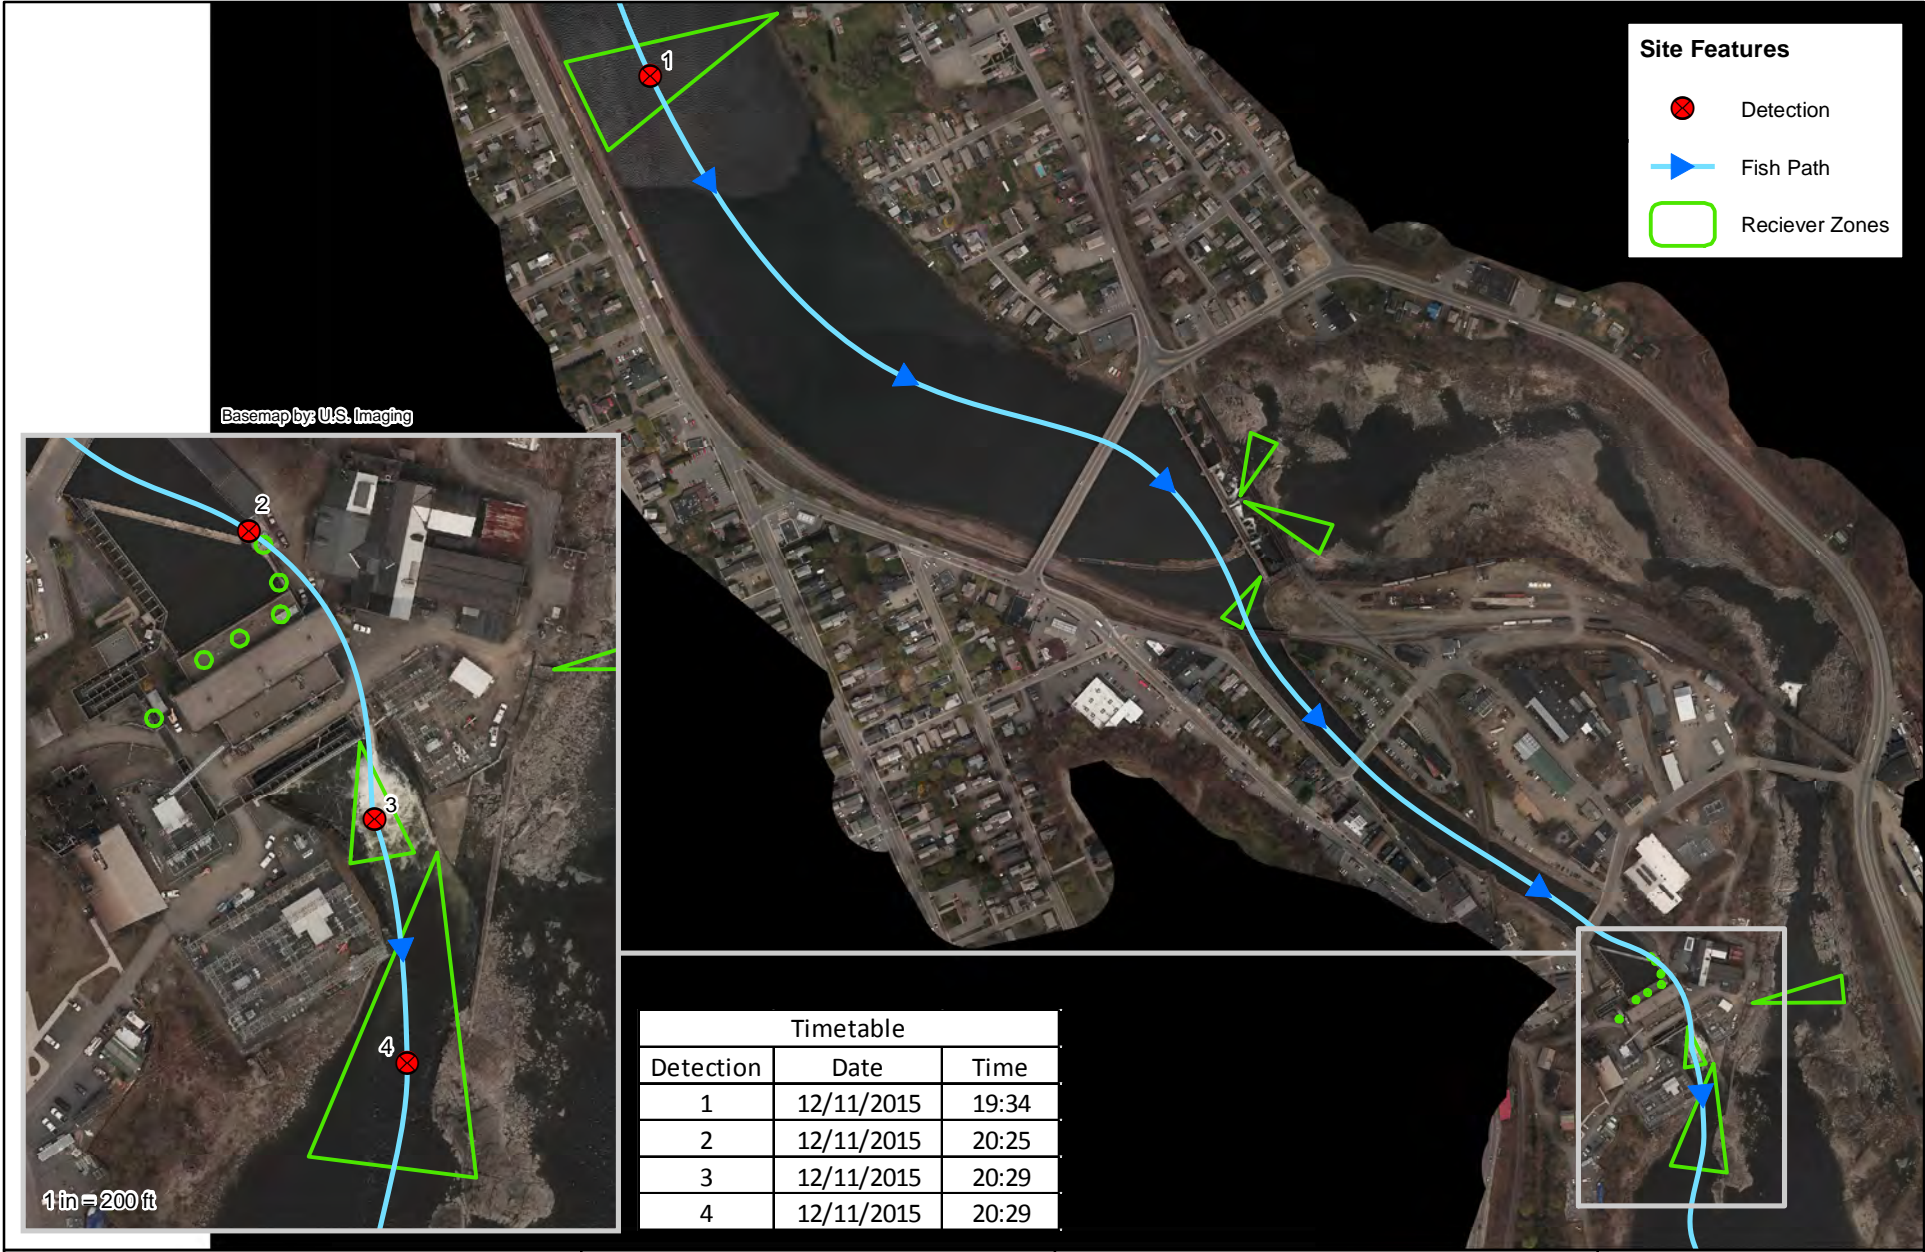 1
Site Features
Detection
Fish Path
Reciever Zones
Basemap by: U.S. Imaging
2
3
4
1 in = 200 ft
Timetable
Detection Date Time
1 12/11/2015 19:34
2 12/11/2015 20:25
3 12/11/2015 20:29
4 12/11/2015 20:29